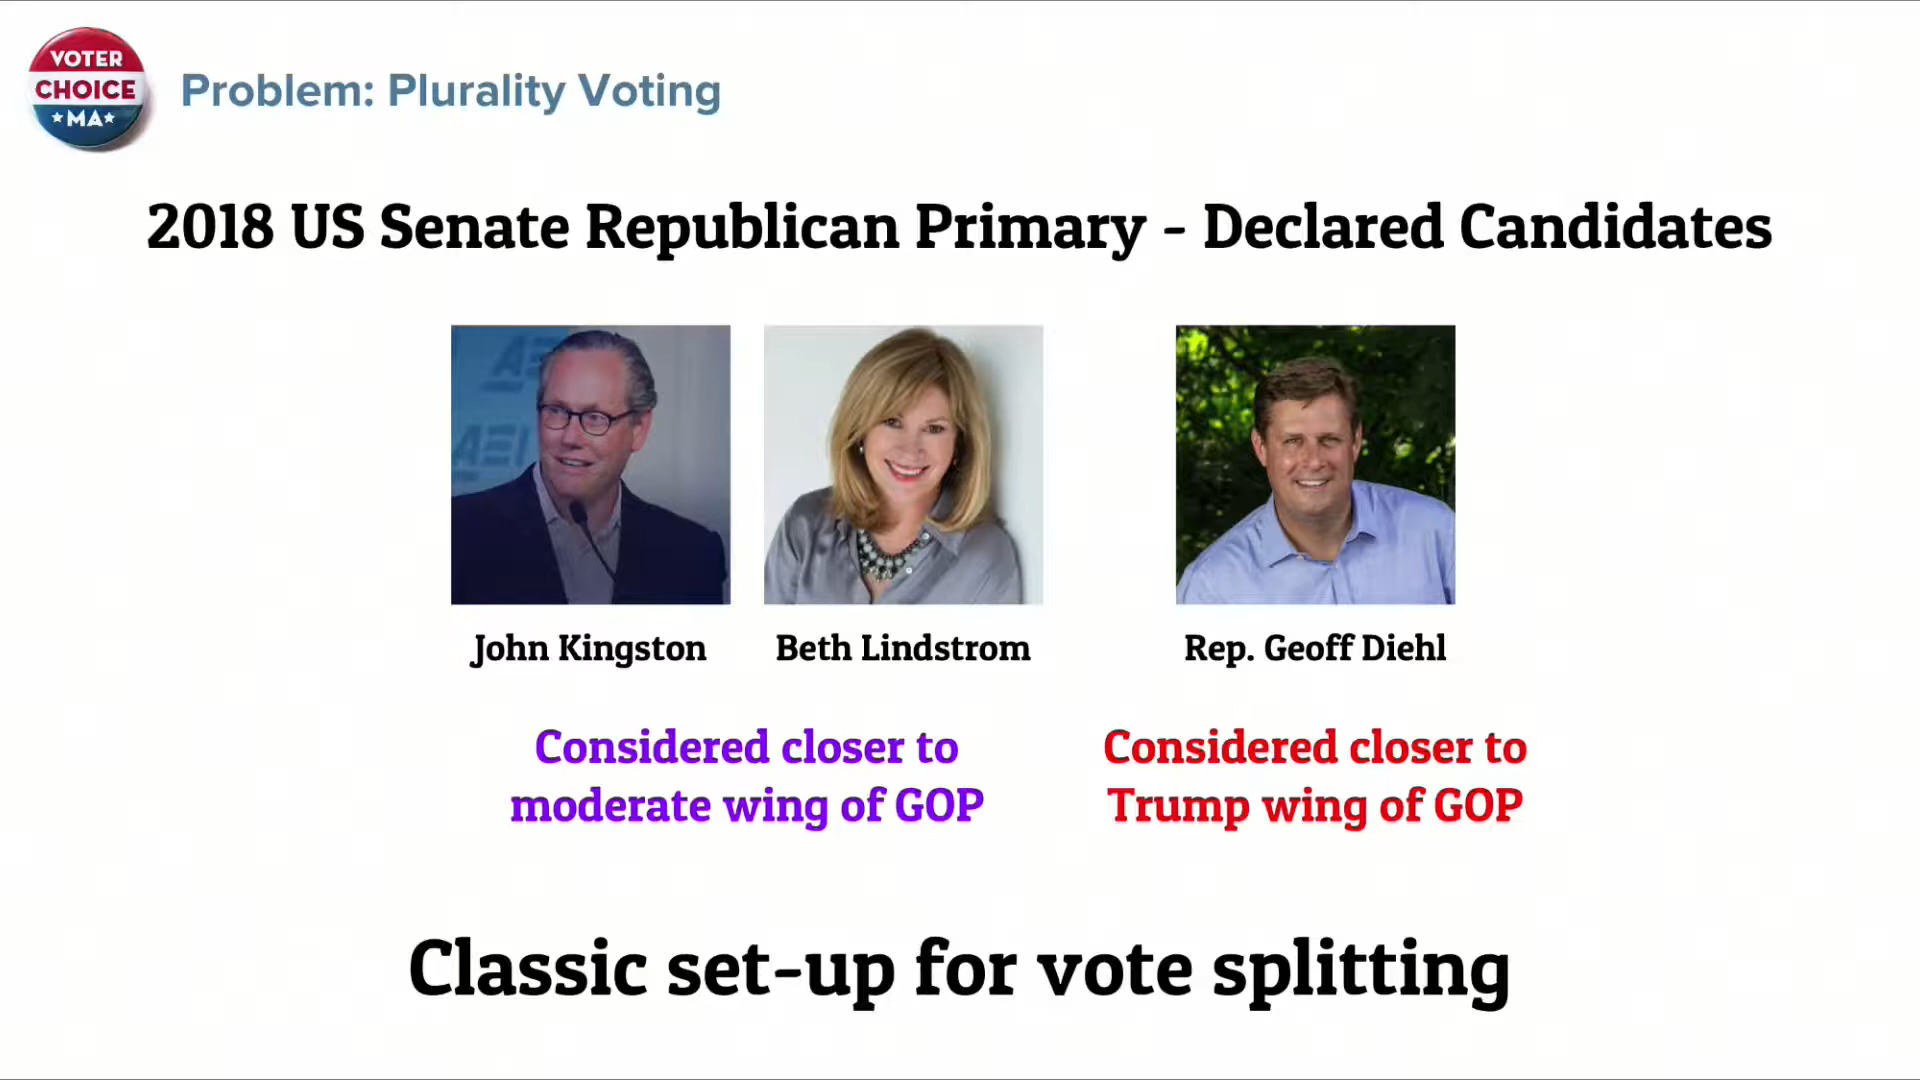 VOTER
CHOICE
★MA★
Problem: Plurality Voting
2018 US Senate Republican Primary - Declared Candidates
AEI
AEI
John Kingston
Beth Lindstrom
Rep. Geoff Diehl
Considered closer to
moderate wing of GOP
Considered closer to
Trump wing of GOP
Classic set-up for vote splitting